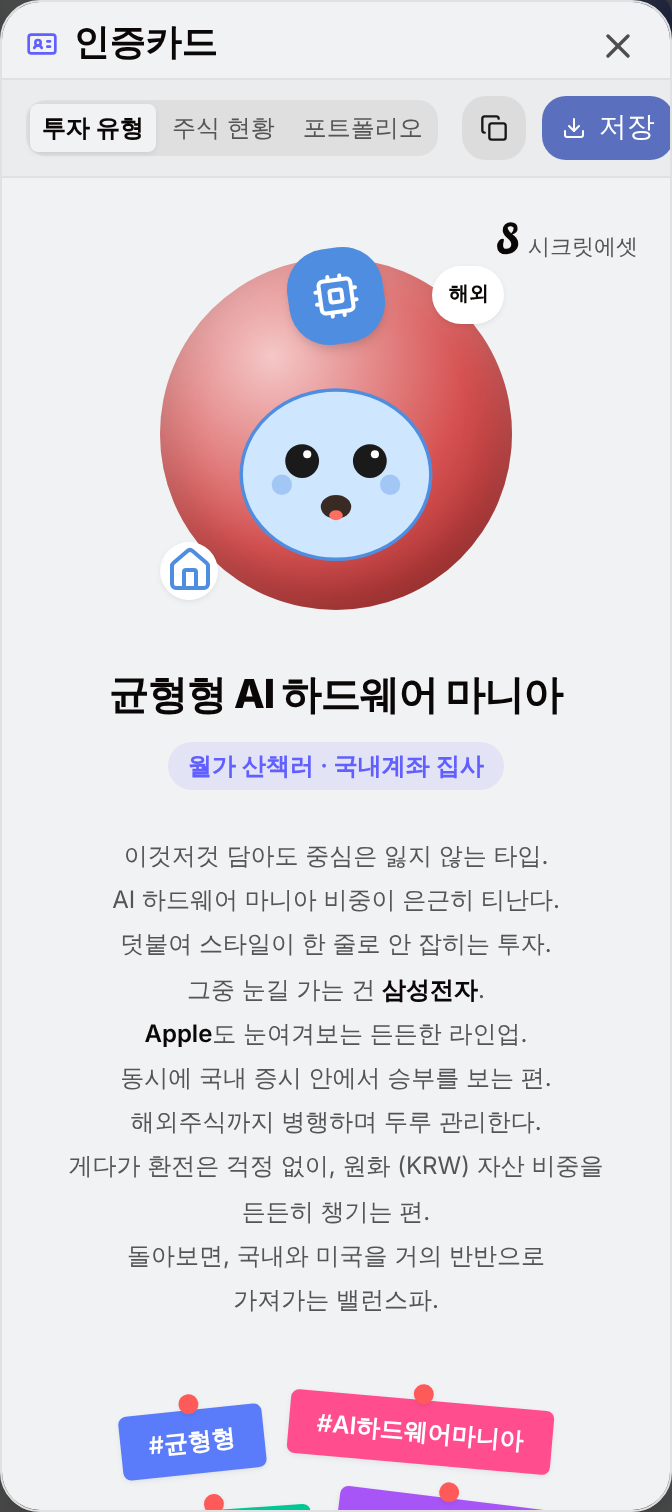 인증카드
투자 유형 주식 현황 포트폴리오 저장
시크릿에셋
해외
균형형 AI 하드웨어 마니아
월가 산책러 · 국내계좌 집사
이것저것 담아도 중심은 잃지 않는 타입.
AI 하드웨어 마니아 비중이 은근히 티난다.
덧붙여 스타일이 한 줄로 안 잡히는 투자.
그중 눈길 가는 건 삼성전자.
Apple도 눈여겨보는 든든한 라인업.
동시에 국내 증시 안에서 승부를 보는 편.
해외주식까지 병행하며 두루 관리한다.
게다가 환전은 걱정 없이, 원화 (KRW) 자산 비중을
든든히 챙기는 편.
돌아보면, 국내와 미국을 거의 반반으로
가져가는 밸런스파.
#균형형
#AI하드웨어마니아